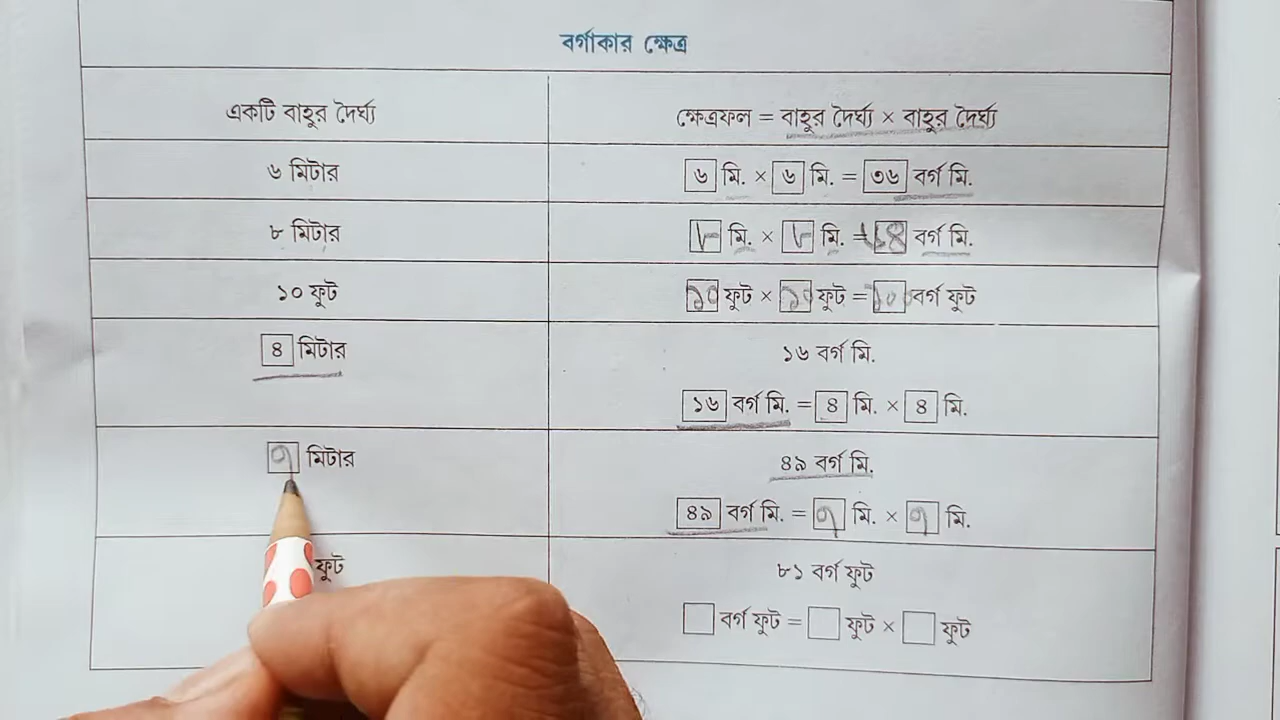 বর্গাকার ক্ষেত্র
একটি বাহুর দৈর্ঘ্য ক্ষেত্রফল = বাহুর দৈর্ঘ্য × বাহুর দৈর্ঘ্য
৬ মিটার ৬ মি. × ৬ মি. = ৩৬ বর্গ মি.
৮ মিটার ৮ মি. × ৮ মি. = ৬৪ বর্গ মি.
১০ ফুট ১০ ফুট × ১০ ফুট = ১০০ বর্গ ফুট
৪ মিটার ১৬ বর্গ মি.
১৬ বর্গ মি. = ৪ মি. × ৪ মি.
৭ মিটার ৪৯ বর্গ মি.
৪৯ বর্গ মি. = ৭ মি. × ৭ মি.
ফুট ৮১ বর্গ ফুট
বর্গ ফুট = ফুট × ফুট